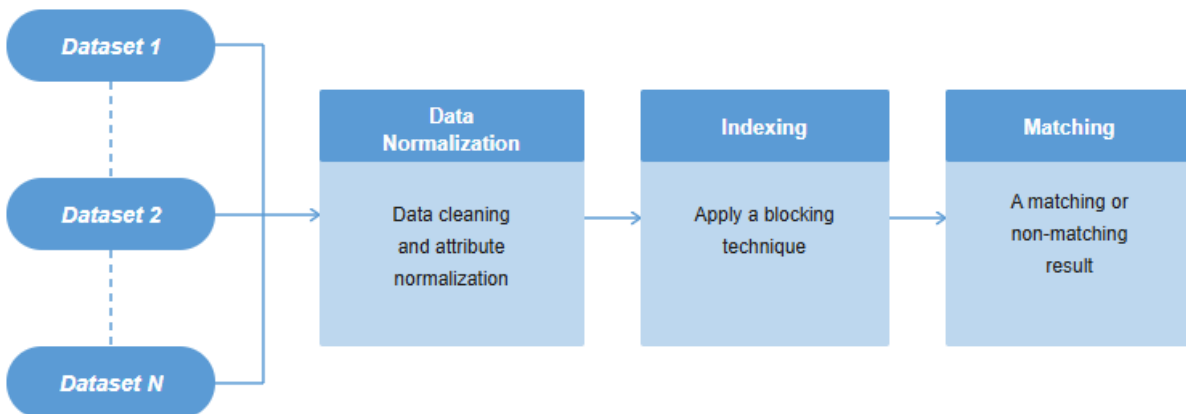 Dataset 1
Dataset 2
Dataset N
Data
Normalization
Data cleaning
and attribute
normalization
Indexing
Apply a blocking
technique
Matching
A matching or
non-matching
result